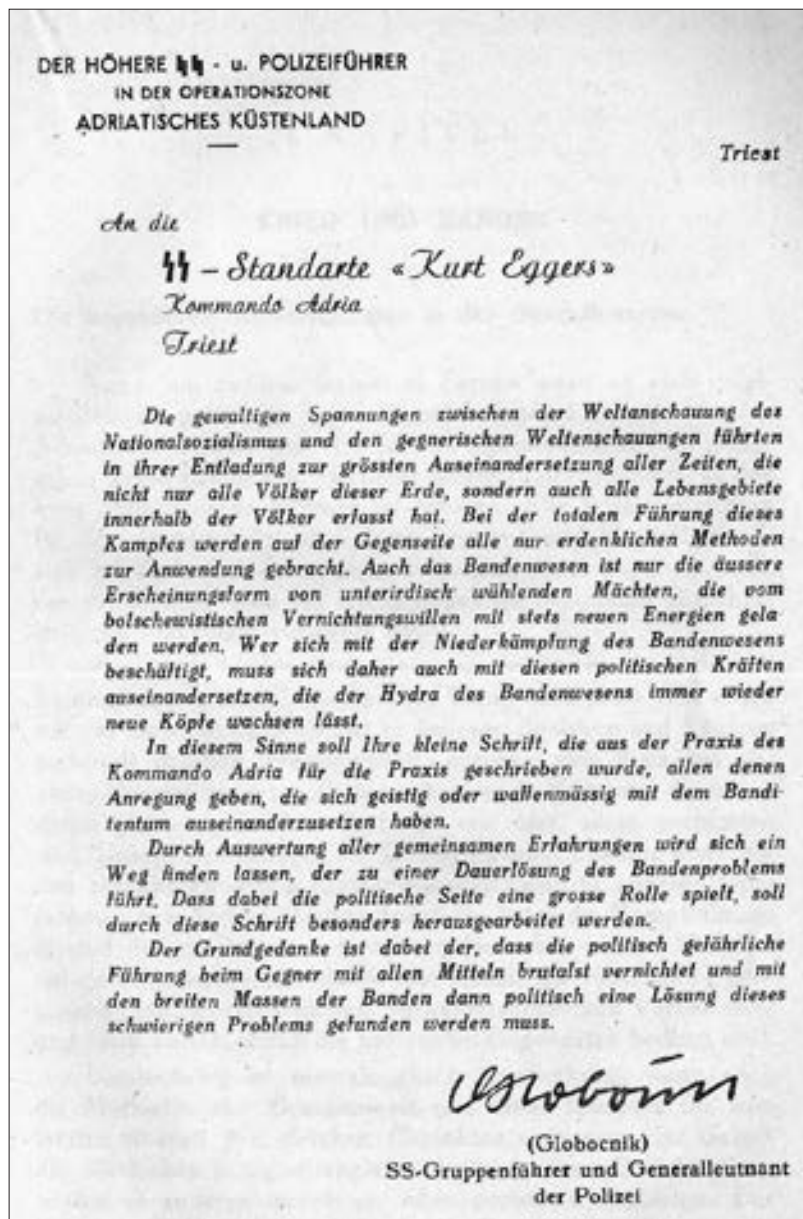 DER HÖHERE SS - u. POLIZEIFÜHRER
IN DER OPERATIONSZONE
ADRIATISCHES KÜSTENLAND
Triest
An die
SS – Standarte «Kurt Eggers»
Kommando Adria
Triest
Die gewaltigen Spannungen zwischen der Weltanschauung des
Nationalsozialismus und den gegnerischen Weltenschauungen führten
in ihrer Entladung zur grössten Auseinandersetzung aller Zeiten, die
nicht nur alle Völker dieser Erde, sondern auch alle Lebensgebiete
innerhalb der Völker erfasst hat. Bei der totalen Führung dieses
Kampfes werden auf der Gegenseite alle nur erdenklichen Methoden
zur Anwendung gebracht. Auch das Bandenwesen ist nur die äussere
Erscheinungsform von unterirdisch wühlenden Mächten, die vom
bolschewistischen Vernichtungswillen mit stets neuen Energien gela-
den werden. Wer sich mit der Niederkämpfung des Bandenwesens
beschäftigt, muss sich daher auch mit diesen politischen Kräften
auseinandersetzen, die der Hydra des Bandenwesens immer wieder
neue Köpfe wachsen lässt.
In diesem Sinne soll Ihre kleine Schrift, die aus der Praxis des
Kommando Adria für die Praxis geschrieben wurde, allen denen
Anregung geben, die sich geistig oder waffenmässig mit dem Bandi-
tentum auseinanderzusetzen haben.
Durch Auswertung aller gemeinsamen Erfahrungen wird sich ein
Weg finden lassen, der zu einer Dauerlösung des Bandenproblems
führt. Dass dabei die politische Seite eine grosse Rolle spielt, soll
durch diese Schrift besonders herausgearbeitet werden.
Der Grundgedanke ist dabei der, dass die politisch gefährliche
Führung beim Gegner mit allen Mitteln brutalst vernichtet und mit
den breiten Massen der Banden dann politisch eine Lösung dieses
schwierigen Problems gefunden werden muss.
Globocnik
(Globocnik)
SS-Gruppenführer und Generalleutnant
der Polizei